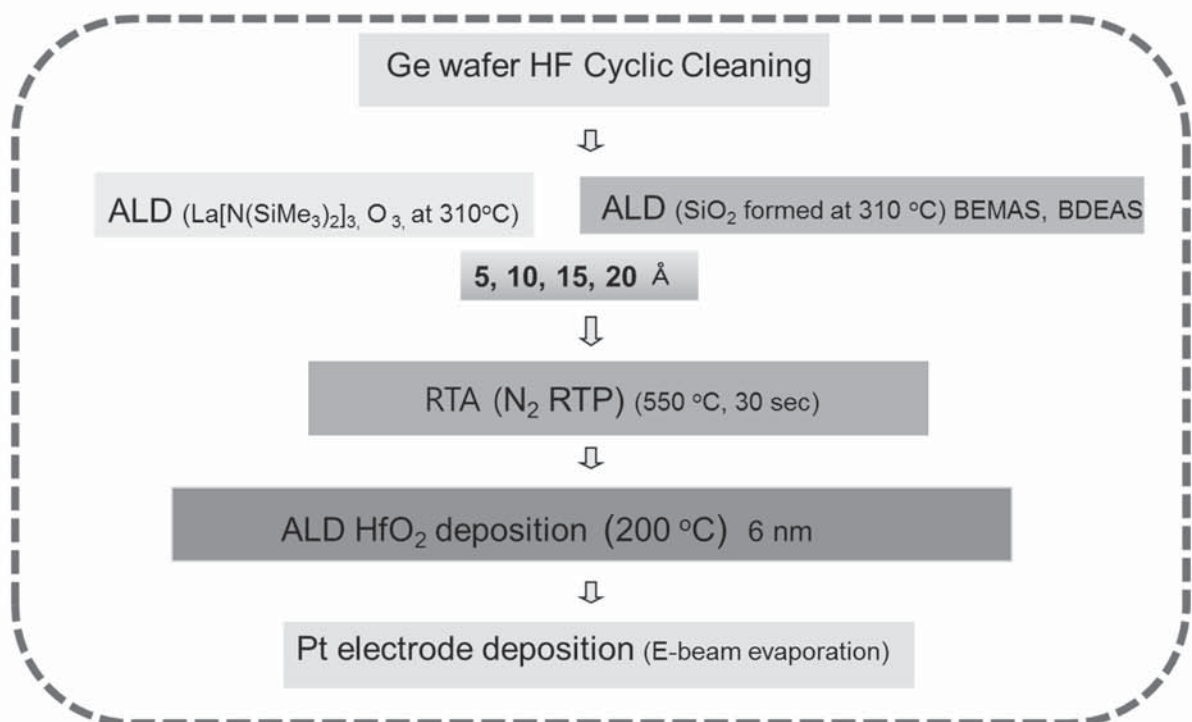 Ge wafer HF Cyclic Cleaning
ALD (La[N(SiMe₃)₂]₃, O₃, at 310°C)
ALD (SiO₂ formed at 310 °C) BEMAS, BDEAS
5, 10, 15, 20 Å
RTA (N₂ RTP) (550 °C, 30 sec)
ALD HfO₂ deposition (200 °C) 6 nm
Pt electrode deposition (E-beam evaporation)